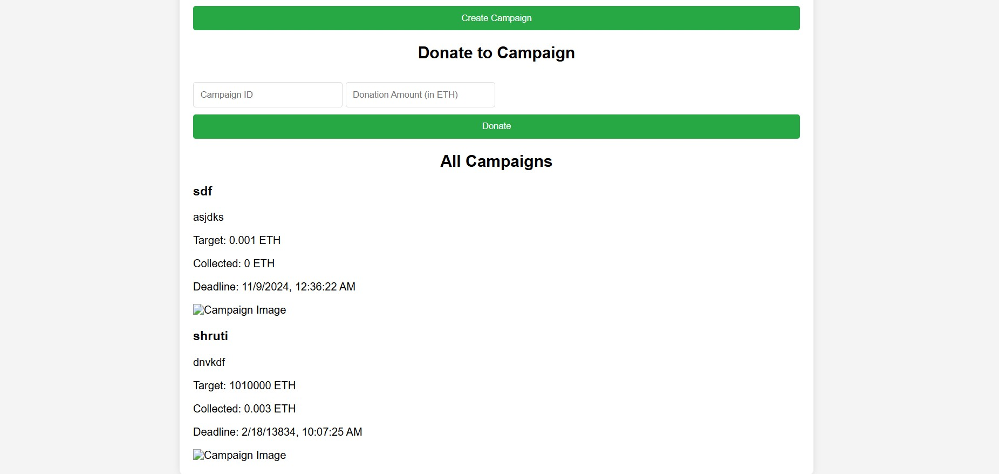 Create Campaign
Donate to Campaign
Campaign ID Donation Amount (in ETH)
Donate
All Campaigns
sdf
asjdks
Target: 0.001 ETH
Collected: 0 ETH
Deadline: 11/9/2024, 12:36:22 AM
Campaign Image
shruti
dnvkdf
Target: 1010000 ETH
Collected: 0.003 ETH
Deadline: 2/18/13834, 10:07:25 AM
Campaign Image